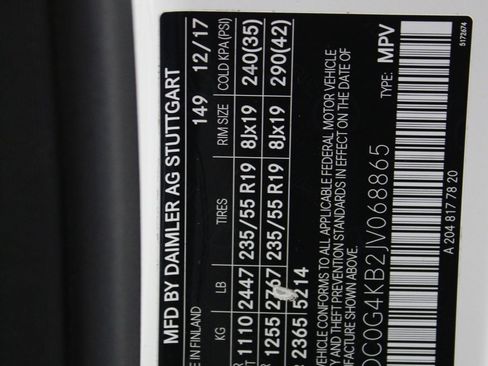 MFD BY DAIMLER AG STUTTGART
IN FINLAND 149 12/17
KG LB TIRES RIM SIZE COLD KPA(PSI)
1110 2447 235/55 R19 8Jx19 240(35)
1255 2767 235/55 R19 8Jx19 290(42)
2365 5214
VEHICLE CONFORMS TO ALL APPLICABLE FEDERAL MOTOR VEHICLE
AND THEFT PREVENTION STANDARDS IN EFFECT ON THE DATE OF
SHOWN ABOVE.
DC0G4KB2JV068865 TYPE: MPV
A 204 817 78 20 5172674